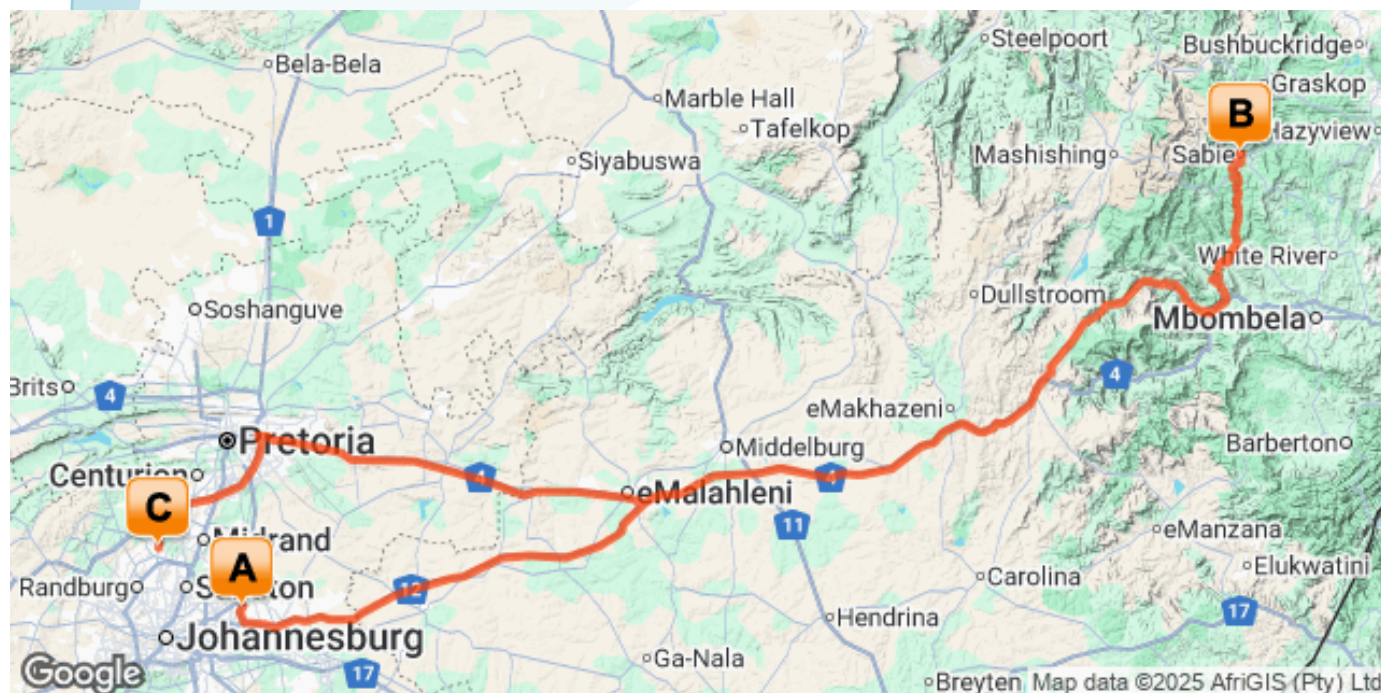 Steelpoort
Bushbuckridge
Bela-Bela
Graskop
Marble Hall
B
Tafelkop
Hazyview
Siyabuswa
Mashishing
Sabie
1
White River
Soshanguve
Dullstroom
Mbombela
4
Brits
4
eMakhazeni
Pretoria
Middelburg
Barberton
Centurion
4
4
eMalahleni
C
11
eManzana
Midrand
A
Elukwatini
Carolina
Randburg
12
Hendrina
17
Johannesburg
Ga-Nala
17
Google
Breyten
Map data ©2025 AfriGIS (Pty) Ltd